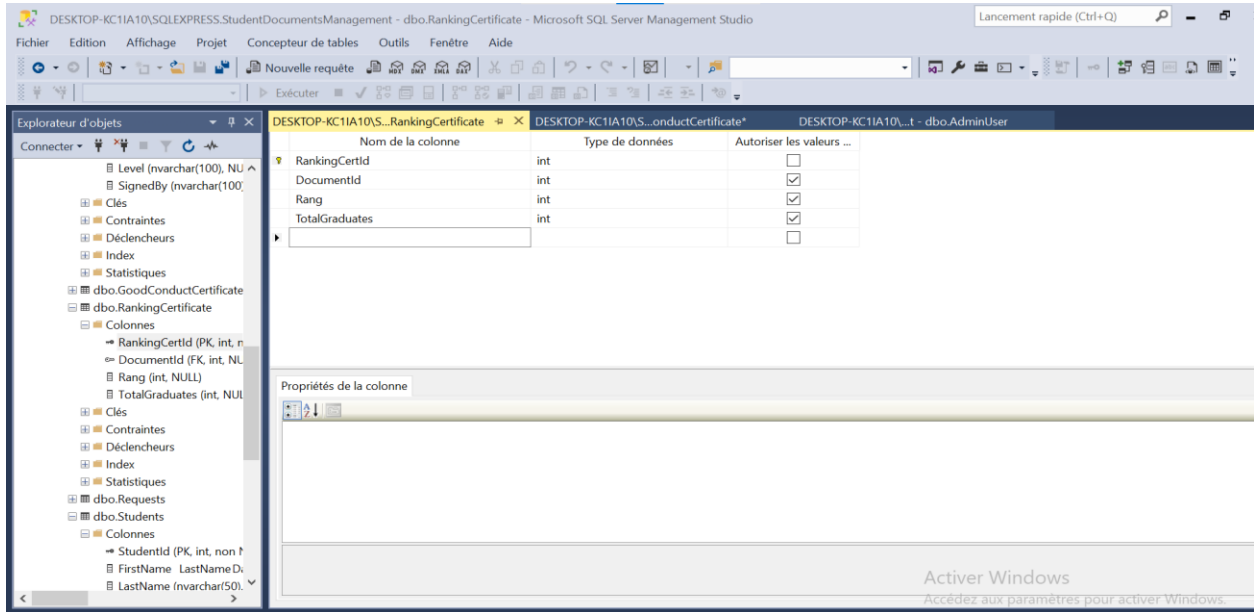 DESKTOP-KC1IA10\SQLEXPRESS.StudentDocumentsManagement - dbo.RankingCertificate - Microsoft SQL Server Management Studio
Lancement rapide (Ctrl+Q)
Fichier Edition Affichage Projet Concepteur de tables Outils Fenêtre Aide
Nouvelle requête
MDX DMX XMLA DAX
Exécuter
Explorateur d'objets
DESKTOP-KC1IA10\S...RankingCertificate
DESKTOP-KC1IA10\S...onductCertificate*
DESKTOP-KC1IA10\...t - dbo.AdminUser
Connecter
Nom de la colonne Type de données Autoriser les valeurs ...
RankingCertId int
DocumentId int
Rang int
TotalGraduates int
Level (nvarchar(100), NU
SignedBy (nvarchar(100)
Clés
Contraintes
Déclencheurs
Index
Statistiques
dbo.GoodConductCertificate
dbo.RankingCertificate
Colonnes
RankingCertId (PK, int, n
DocumentId (FK, int, NU
Rang (int, NULL)
TotalGraduates (int, NUL
Clés
Contraintes
Déclencheurs
Index
Statistiques
dbo.Requests
dbo.Students
Colonnes
StudentId (PK, int, non N
FirstName LastNameDa
LastName (nvarchar(50),
Propriétés de la colonne
Activer Windows
Accédez aux paramètres pour activer Windows.